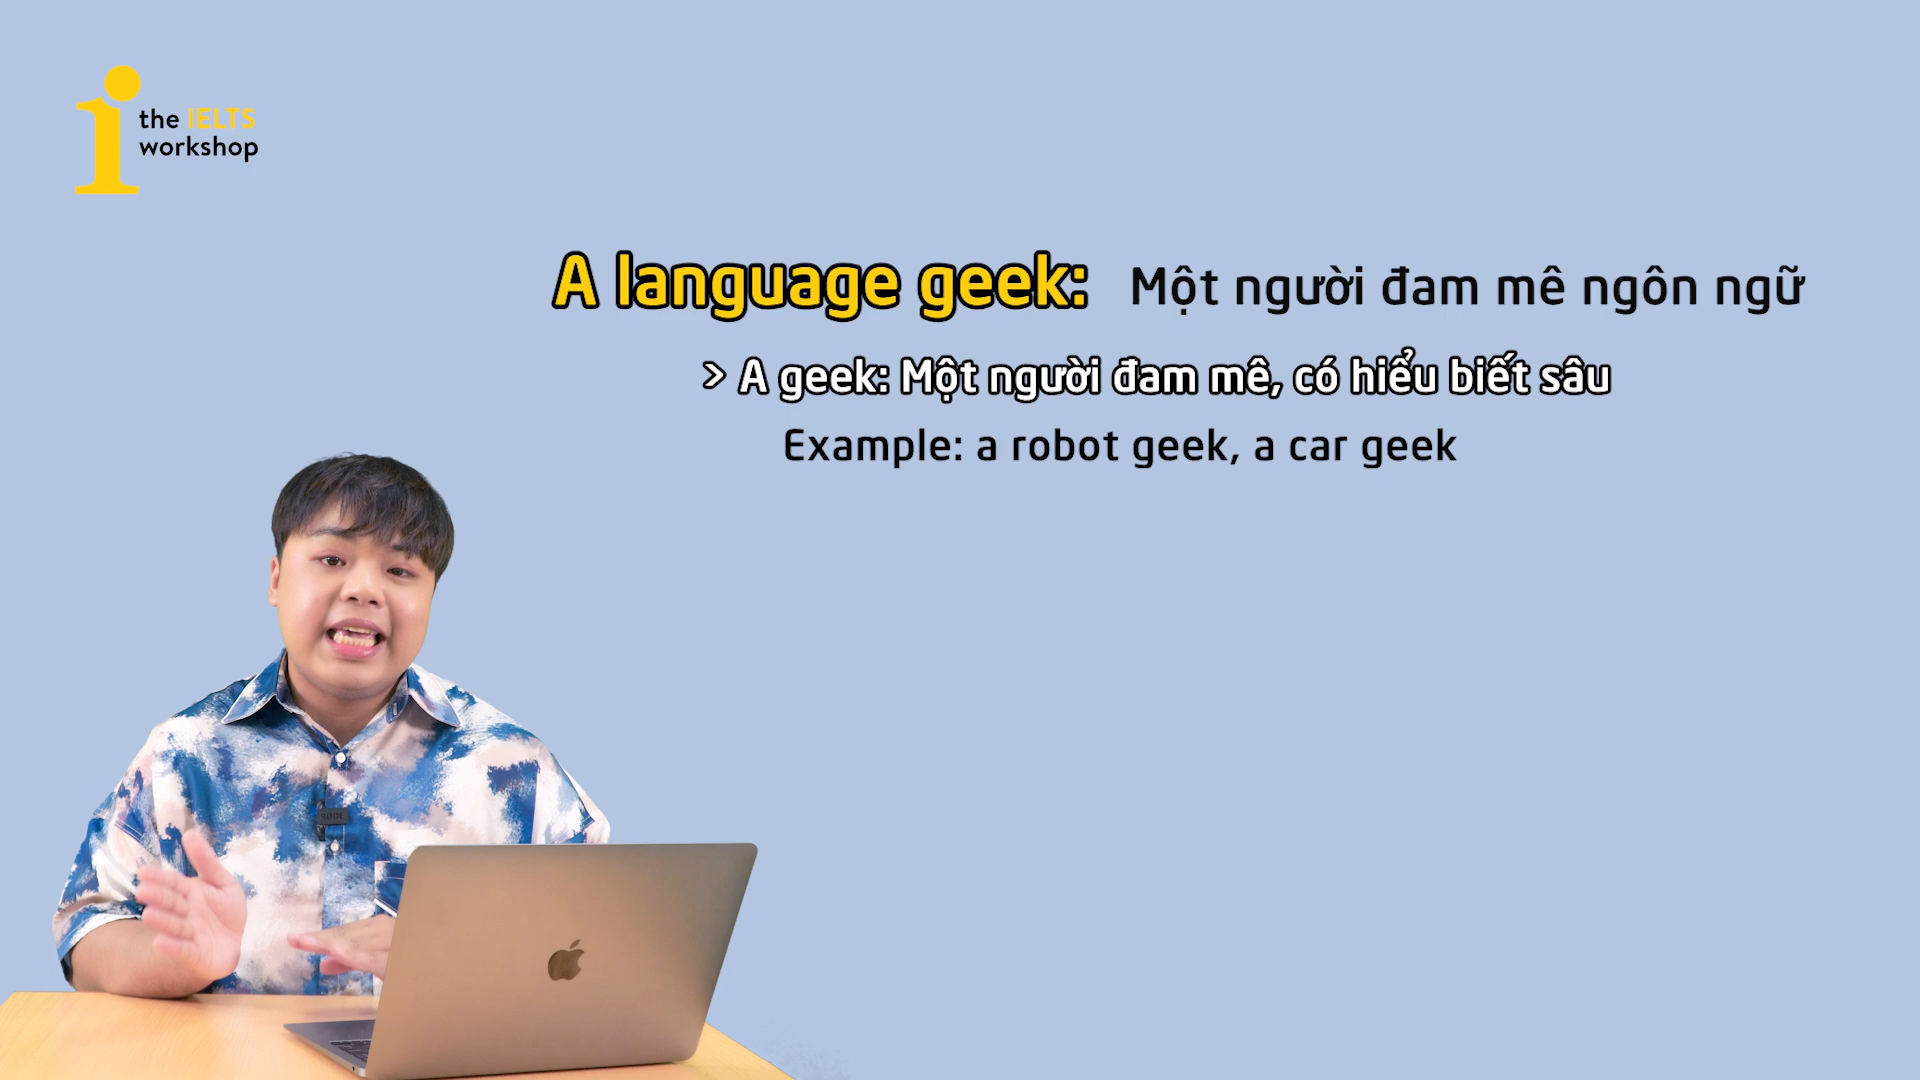 the IELTS
workshop
A language geek: Một người đam mê ngôn ngữ
> A geek: Một người đam mê, có hiểu biết sâu
Example: a robot geek, a car geek
RØDE